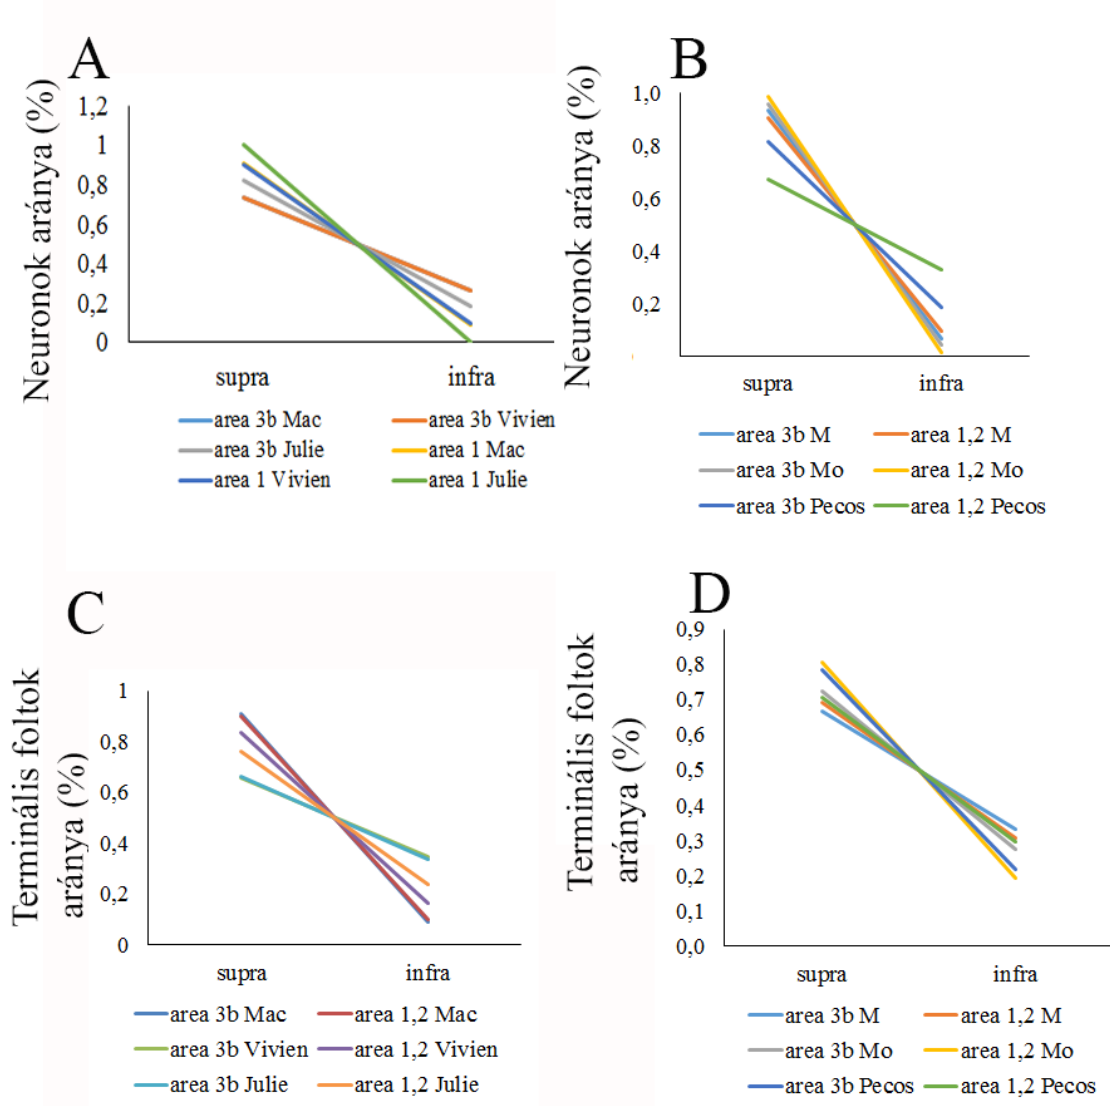 A
Neuronok aránya (%)
1,2
1
0,8
0,6
0,4
0,2
0
supra infra
area 3b Mac area 3b Vivien
area 3b Julie area 1 Mac
area 1 Vivien area 1 Julie
B
Neuronok aránya (%)
1,0
0,8
0,6
0,4
0,2
supra infra
area 3b M area 1,2 M
area 3b Mo area 1,2 Mo
area 3b Pecos area 1,2 Pecos
C
Terminális foltok
aránya (%)
1
0,8
0,6
0,4
0,2
0
supra infra
area 3b Mac area 1,2 Mac
area 3b Vivien area 1,2 Vivien
area 3b Julie area 1,2 Julie
D
Terminális foltok
aránya (%)
0,9
0,8
0,7
0,6
0,5
0,4
0,3
0,2
0,1
0,0
supra infra
area 3b M area 1,2 M
area 3b Mo area 1,2 Mo
area 3b Pecos area 1,2 Pecos